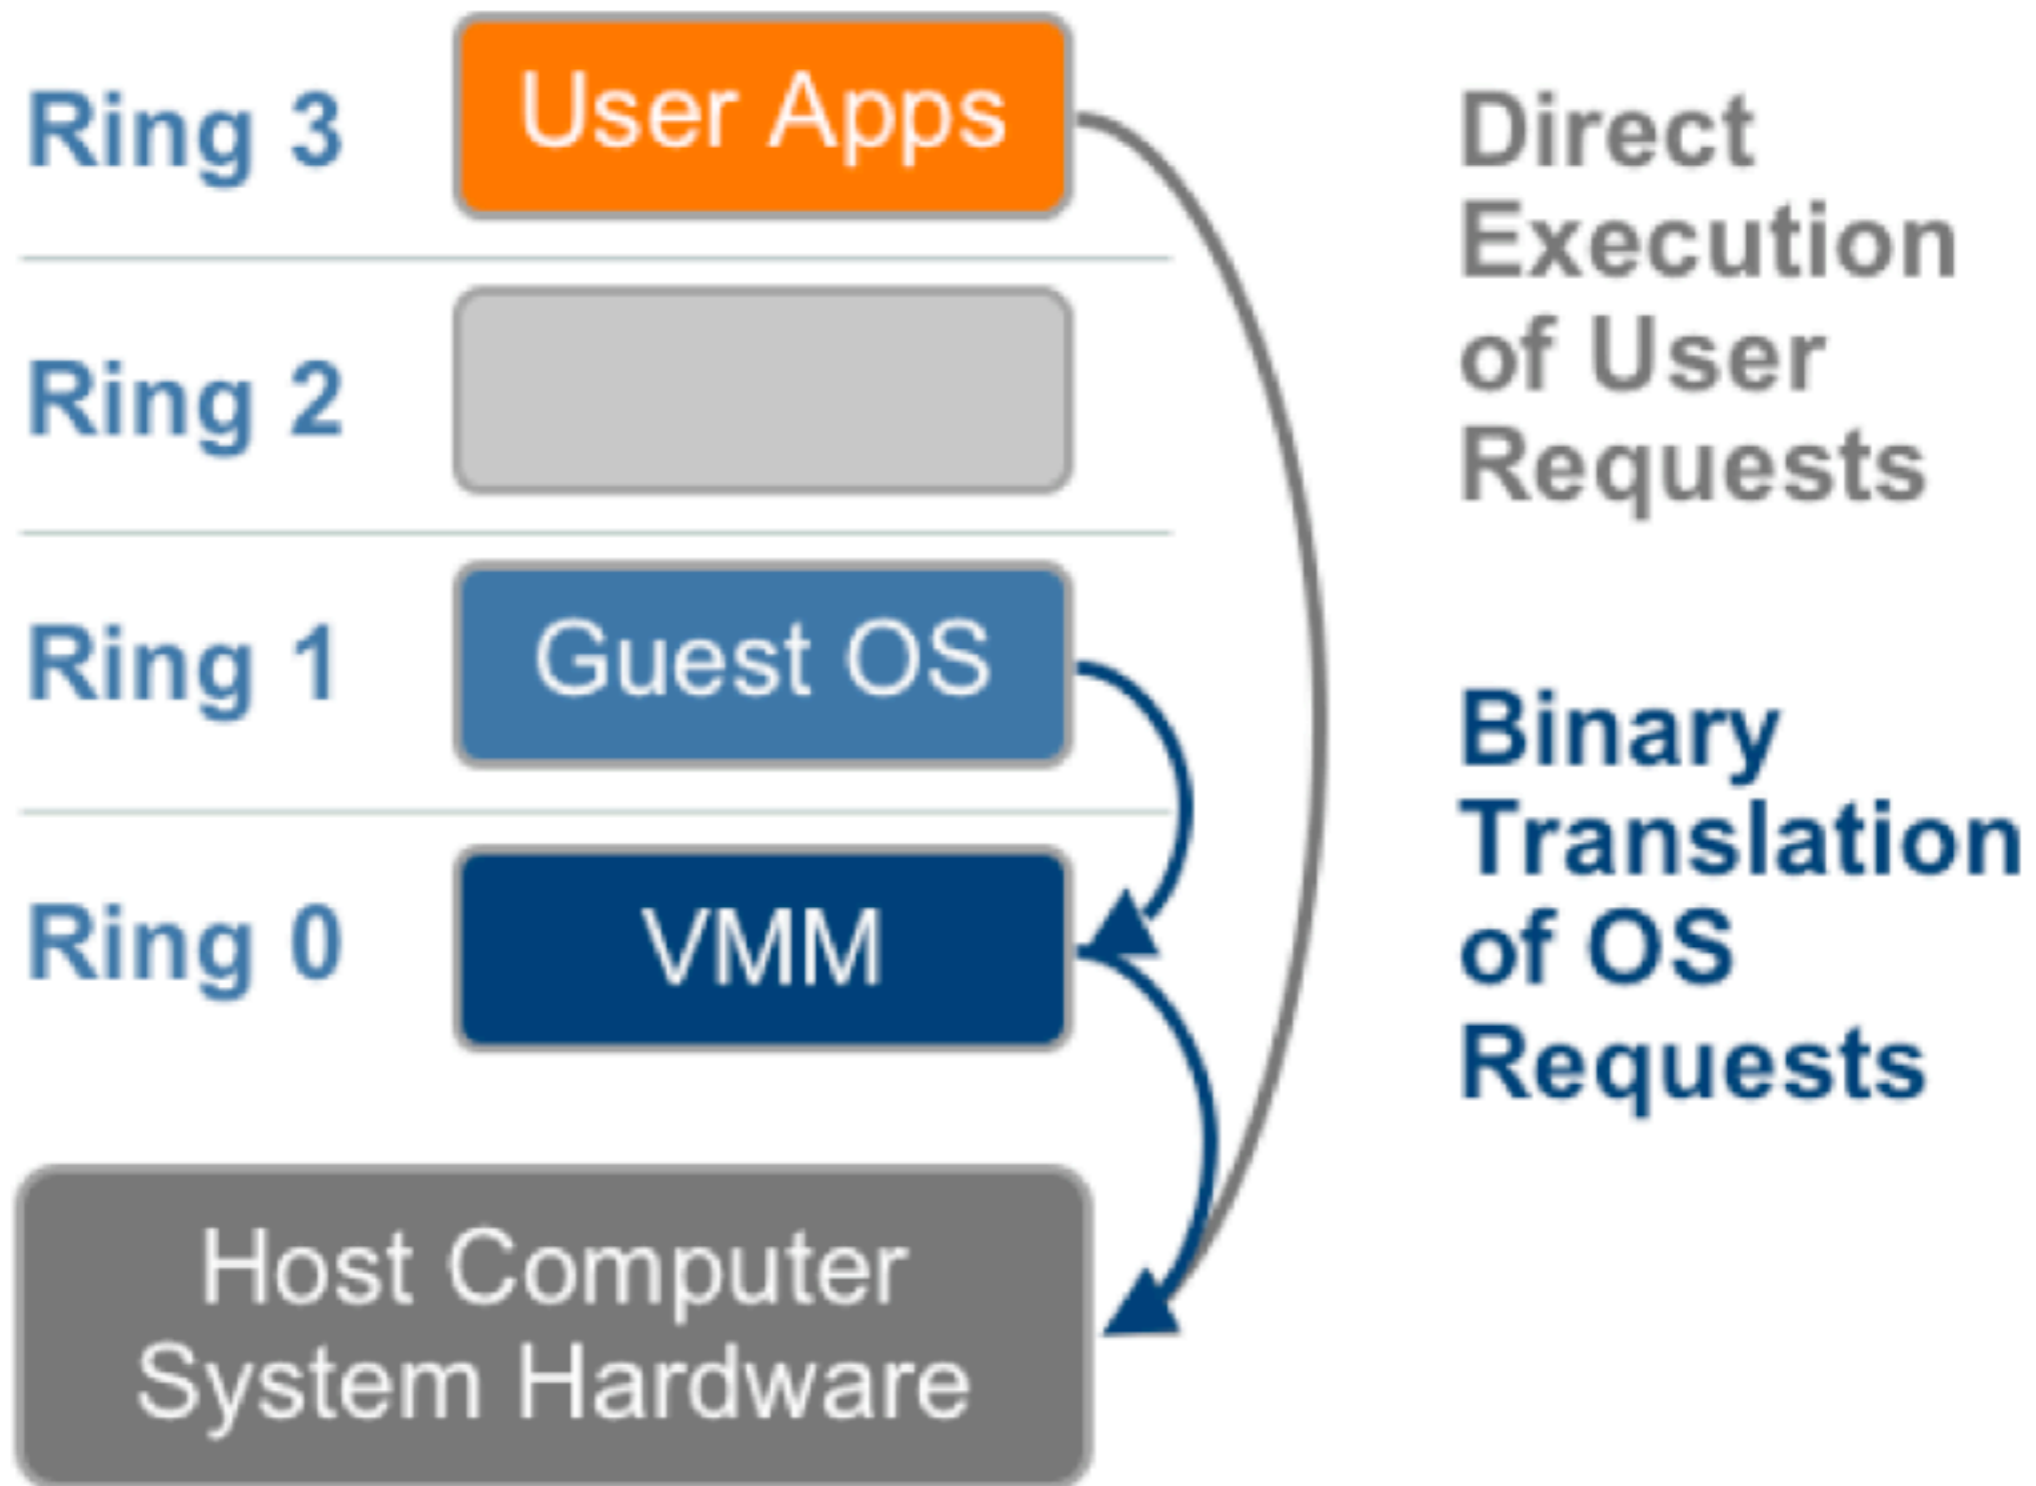 Ring 3
User Apps
Ring 2
Ring 1
Guest OS
Ring 0
VMM
Host Computer
System Hardware
Direct
Execution
of User
Requests
Binary
Translation
of OS
Requests